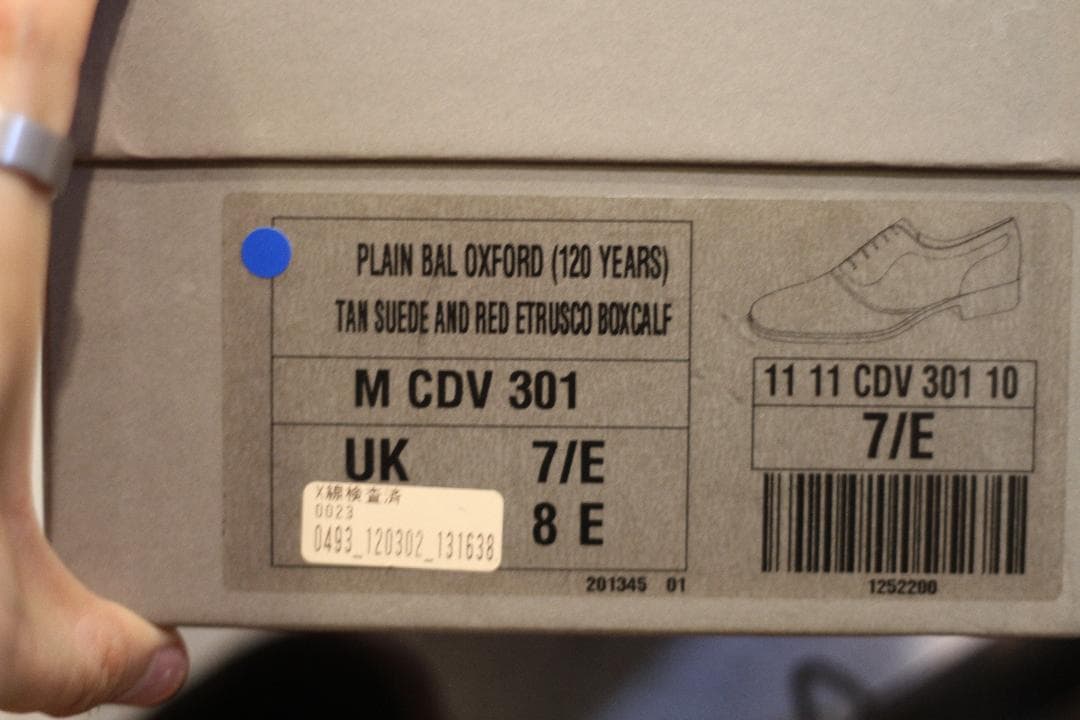 PLAIN BAL OXFORD (120 YEARS)
TAN SUEDE AND RED ETRUSCO BOXCALF
M CDV 301
UK 7/E
8 E
X線検査済
0023
0493_120302_131638
201345 01
11 11 CDV 301 10
7/E
1252200